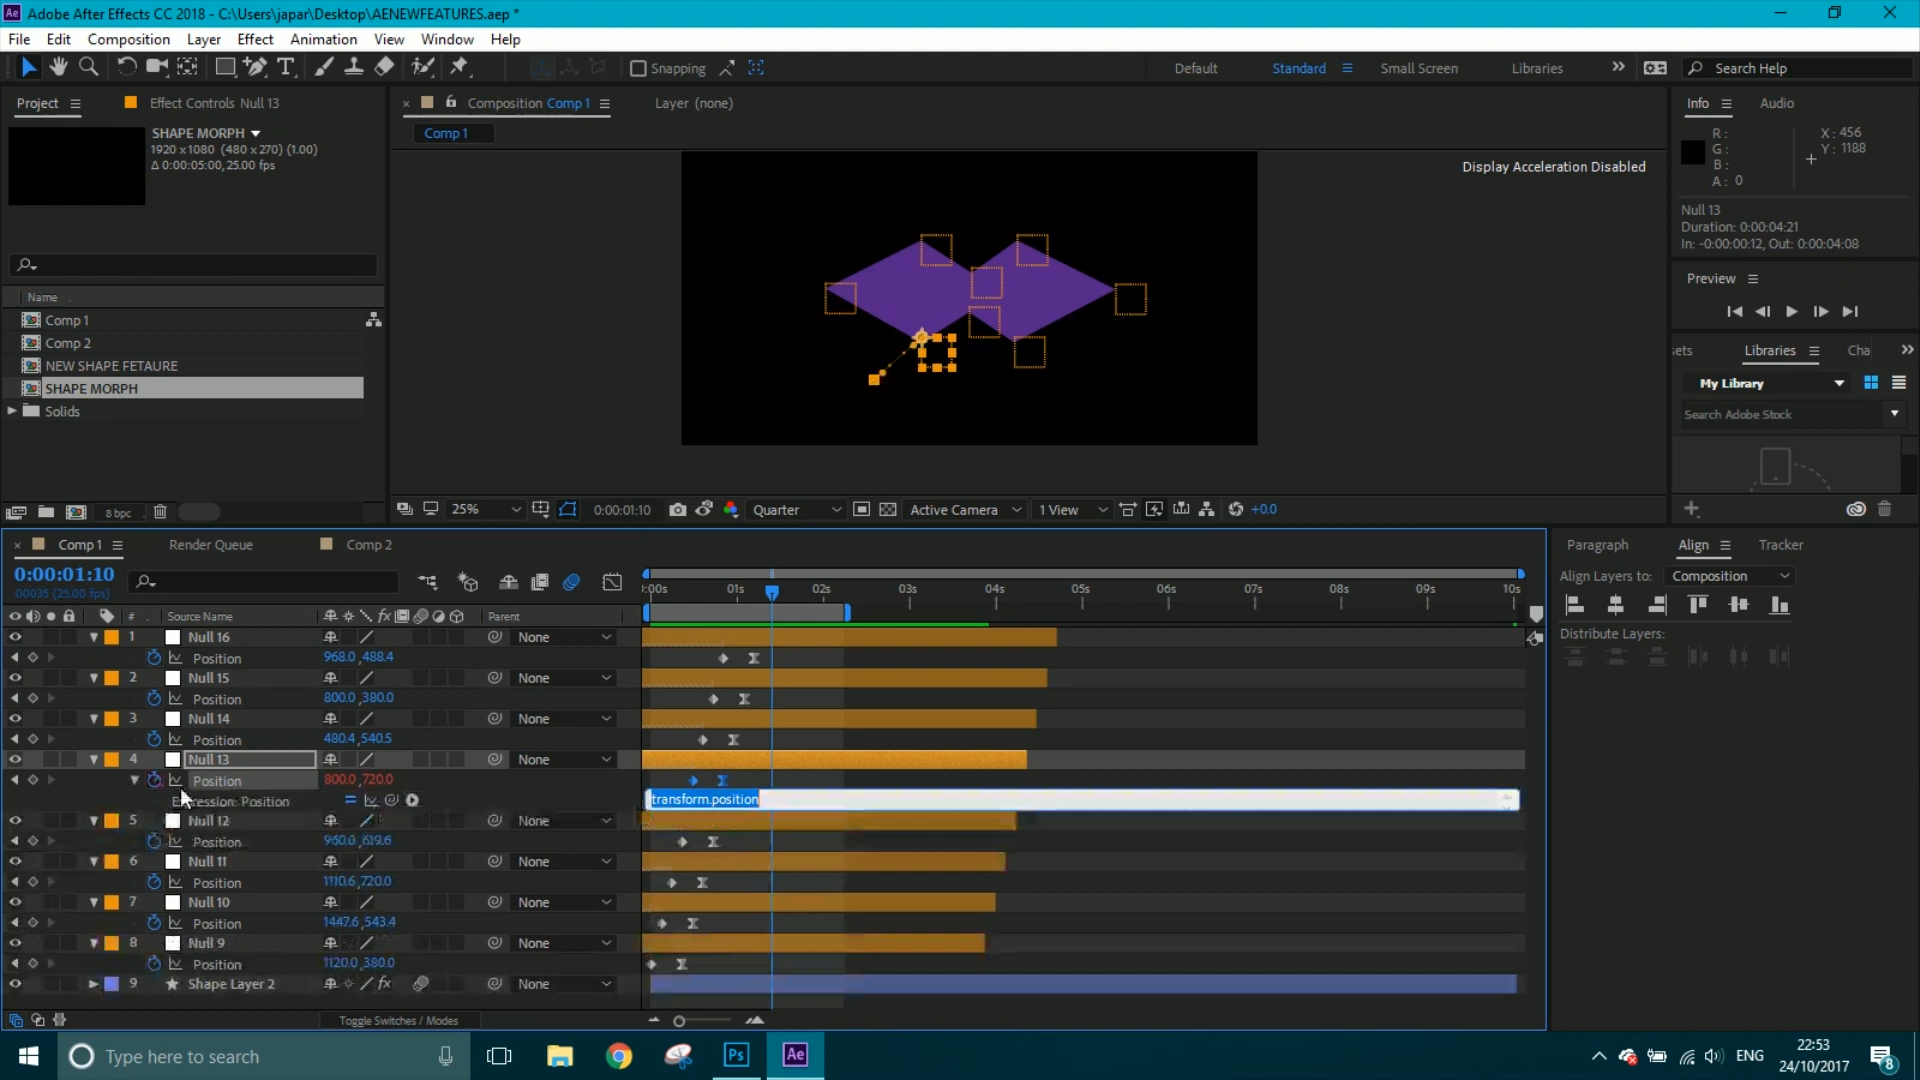 Ae Adobe After Effects CC 2018 - C:\Users\japar\Desktop\AENEWFEATURES.aep *
File Edit Composition Layer Effect Animation View Window Help
Snapping Default Standard Small Screen Libraries Search Help
Project Effect Controls Null 13 Composition Comp 1 Layer (none) Info Audio
SHAPE MORPH
1920 x1080 (480 x 270) (1.00)
Δ 0:00:05:00, 25.00 fps
Comp 1
Display Acceleration Disabled
R :
G :
B :
A : 0
X : 456
Y : 1188
Null 13
Duration: 0:00:04:21
In: -0:00:00:12, Out: 0:00:04:08
Preview
Name
Comp 1
Comp 2
NEW SHAPE FETAURE
SHAPE MORPH
Solids
sets Libraries Cha
My Library
Search Adobe Stock
8 bpc
25% 0:00:01:10 Quarter Active Camera 1 View +0.0
Comp 1 Render Queue Comp 2
Paragraph Align Tracker
0:00:01:10
00035 (25.00 fps)
:00s 01s 02s 03s 04s 05s 06s 07s 08s 09s 10s
Align Layers to: Composition
Distribute Layers:
# Source Name Parent
1 Null 16 None
Position 968.0,488.4
2 Null 15 None
Position 800.0,380.0
3 Null 14 None
Position 480.4,540.5
4 Null 13 None
Position 800.0,720.0
Expression: Position transform.position
5 Null 12 None
Position 960.0,619.6
6 Null 11 None
Position 1110.6,720.0
7 Null 10 None
Position 1447.6,543.4
8 Null 9 None
Position 1120.0,380.0
9 Shape Layer 2 None
Toggle Switches / Modes
Type here to search
Ps Ae
ENG
22:53
24/10/2017
8